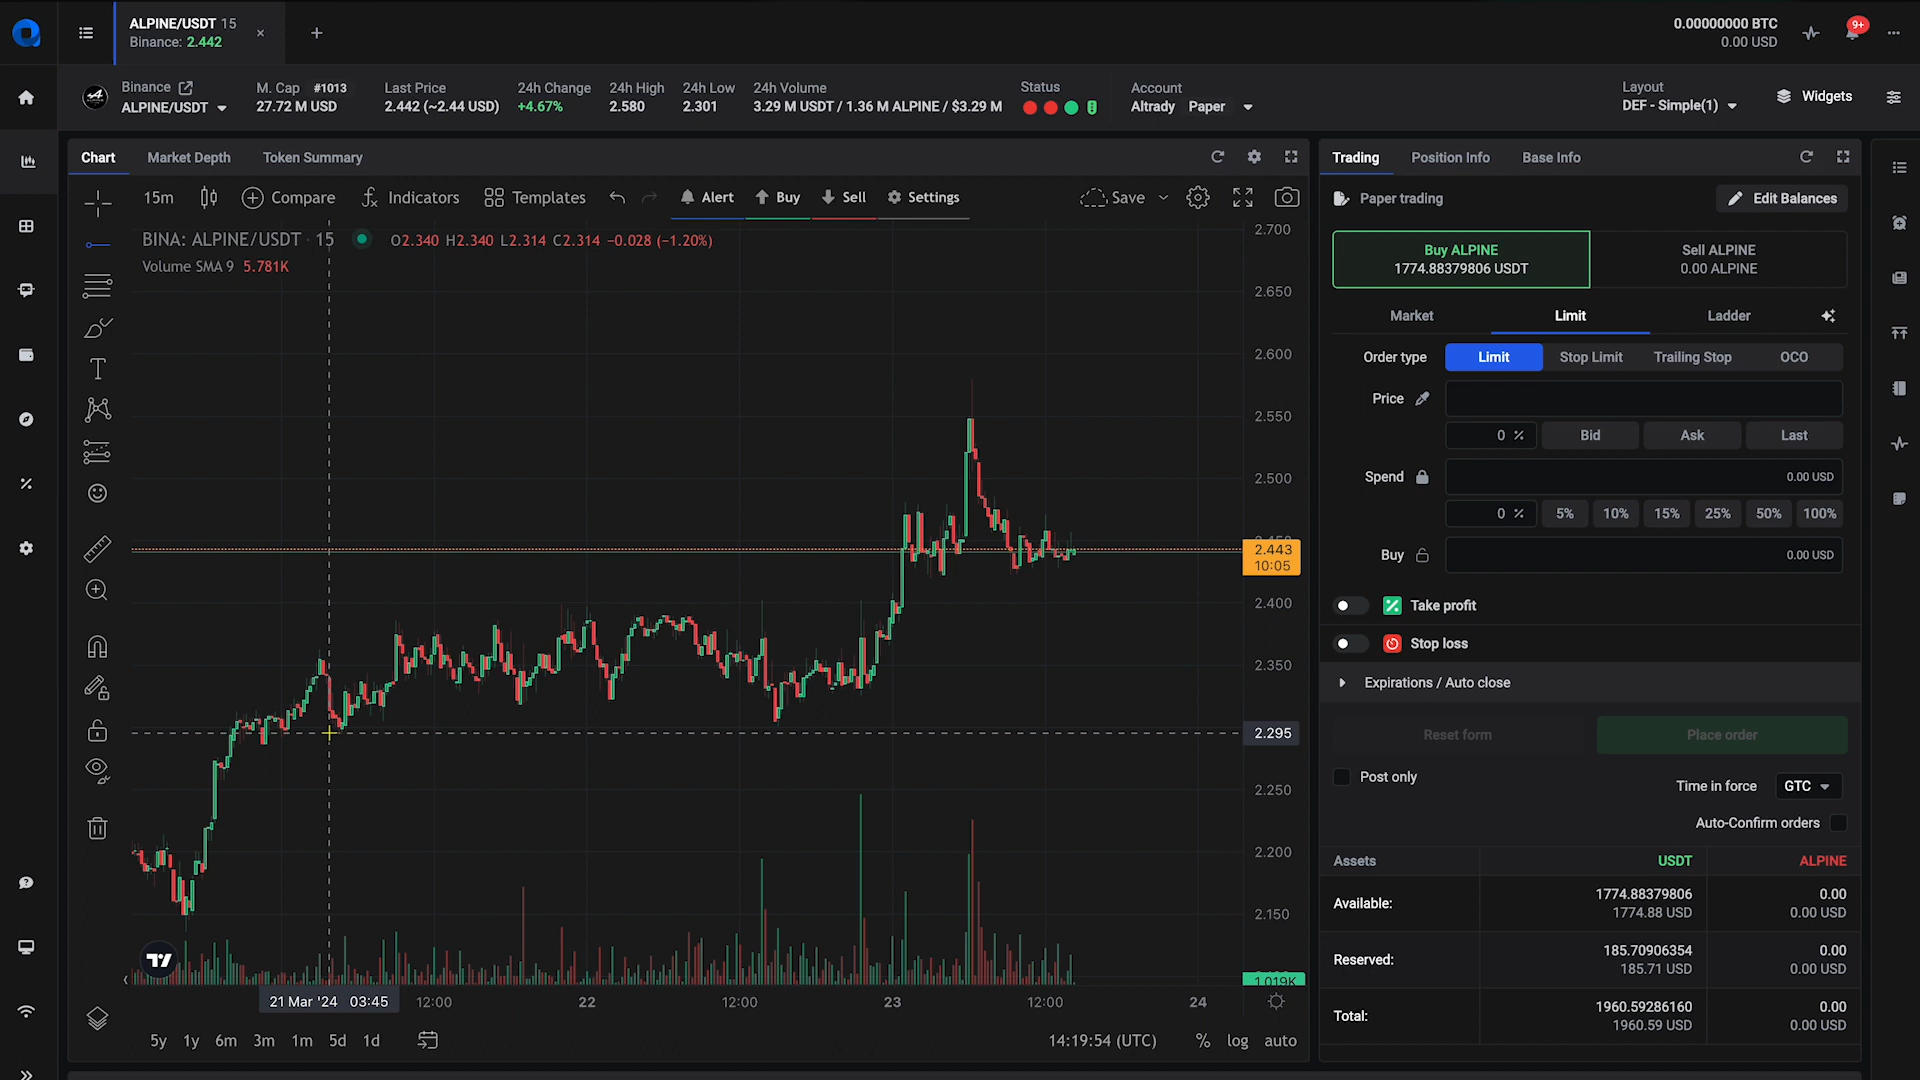 ALPINE/USDT 15
Binance: 2.442
0.00000000 BTC
0.00 USD
9+
Binance
ALPINE/USDT
M. Cap #1013
27.72 M USD
Last Price
2.442 (~2.44 USD)
24h Change
+4.67%
24h High
2.580
24h Low
2.301
24h Volume
3.29 M USDT / 1.36 M ALPINE / $3.29 M
Status
Account
Altrady Paper
Layout
DEF - Simple(1)
Widgets
Chart
Market Depth
Token Summary
15m
Compare
Indicators
Templates
Alert
Buy
Sell
Settings
Save
BINA: ALPINE/USDT · 15
O2.340 H2.340 L2.314 C2.314 −0.028 (−1.20%)
Volume SMA 9 5.781K
2.700
2.650
2.600
2.550
2.500
2.443
10:05
2.400
2.350
2.295
2.250
2.200
2.150
1.019K
21 Mar '24 03:45
12:00
22
12:00
23
12:00
24
5y
1y
6m
3m
1m
5d
1d
14:19:54 (UTC)
%
log
auto
Trading
Position Info
Base Info
Paper trading
Edit Balances
Buy ALPINE
1774.88379806 USDT
Sell ALPINE
0.00 ALPINE
Market
Limit
Ladder
Order type
Limit
Stop Limit
Trailing Stop
OCO
Price
0 %
Bid
Ask
Last
Spend
0.00 USD
0 %
5%
10%
15%
25%
50%
100%
Buy
0.00 USD
Take profit
Stop loss
Expirations / Auto close
Reset form
Place order
Post only
Time in force
GTC
Auto-Confirm orders
Assets
USDT
ALPINE
Available:
1774.88379806
1774.88 USD
0.00
0.00 USD
Reserved:
185.70906354
185.71 USD
0.00
0.00 USD
Total:
1960.59286160
1960.59 USD
0.00
0.00 USD